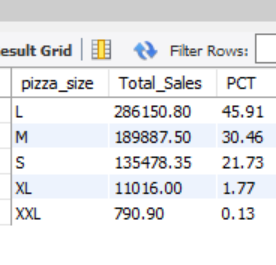 esult Grid Filter Rows:
pizza_size Total_Sales PCT
L 286150.80 45.91
M 189887.50 30.46
S 135478.35 21.73
XL 11016.00 1.77
XXL 790.90 0.13